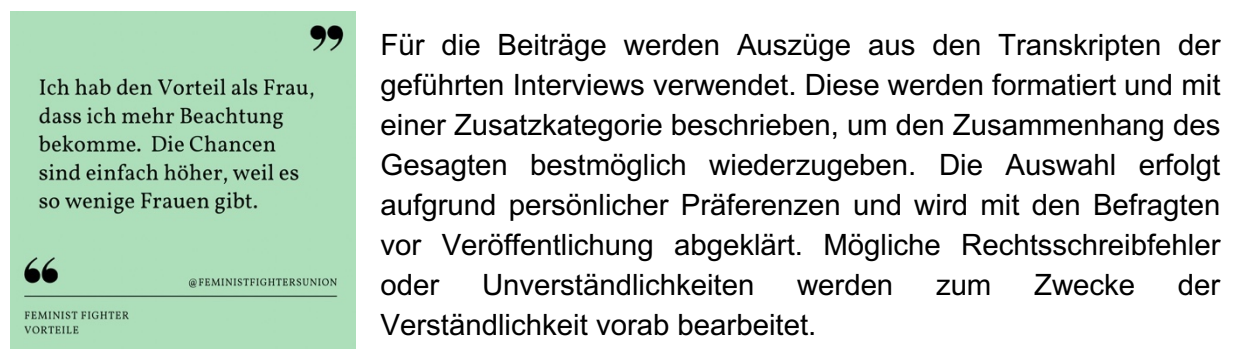 ”
Ich hab den Vorteil als Frau,
dass ich mehr Beachtung
bekomme.  Die Chancen
sind einfach höher, weil es
so wenige Frauen gibt.
“
@FEMINISTFIGHTERSUNION
FEMINIST FIGHTER
VORTEILE
Für die Beiträge werden Auszüge aus den Transkripten der
geführten Interviews verwendet. Diese werden formatiert und mit
einer Zusatzkategorie beschrieben, um den Zusammenhang des
Gesagten bestmöglich wiederzugeben. Die Auswahl erfolgt
aufgrund persönlicher Präferenzen und wird mit den Befragten
vor Veröffentlichung abgeklärt. Mögliche Rechtsschreibfehler
oder Unverständlichkeiten werden zum Zwecke der
Verständlichkeit vorab bearbeitet.